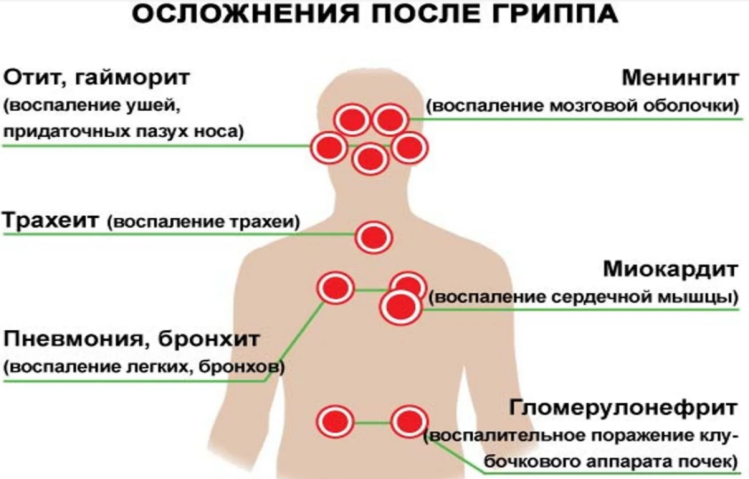 ОСЛОЖНЕНИЯ ПОСЛЕ ГРИППА
Отит, гайморит
(воспаление ушей,
придаточных пазух носа)
Менингит
(воспаление мозговой оболочки)
Трахеит (воспаление трахеи)
Миокардит
(воспаление сердечной мышцы)
Пневмония, бронхит
(воспаление легких, бронхов)
Гломерулонефрит
(воспалительное поражение клу-
бочкового аппарата почек)